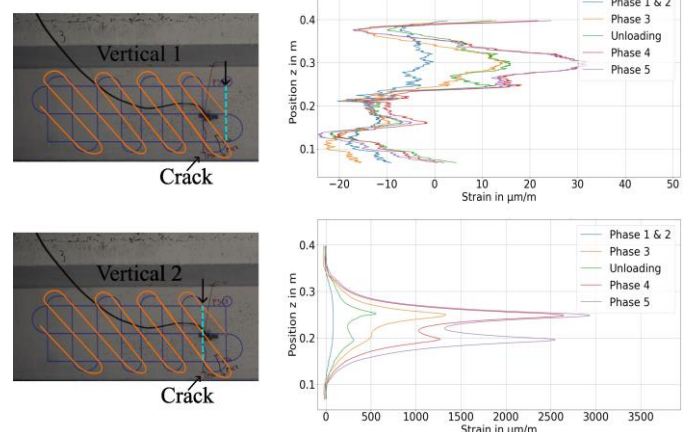 3
Vertical 1
Crack
Phase 1 & 2
Phase 3
Unloading
Phase 4
Phase 5
Position z in m
0.4
0.3
0.2
0.1
−20 −10 0 10 20 30 40 50
Strain in μm/m
3
Vertical 2
Crack
Phase 1 & 2
Phase 3
Unloading
Phase 4
Phase 5
Position z in m
0.4
0.3
0.2
0.1
0 500 1000 1500 2000 2500 3000 3500
Strain in μm/m